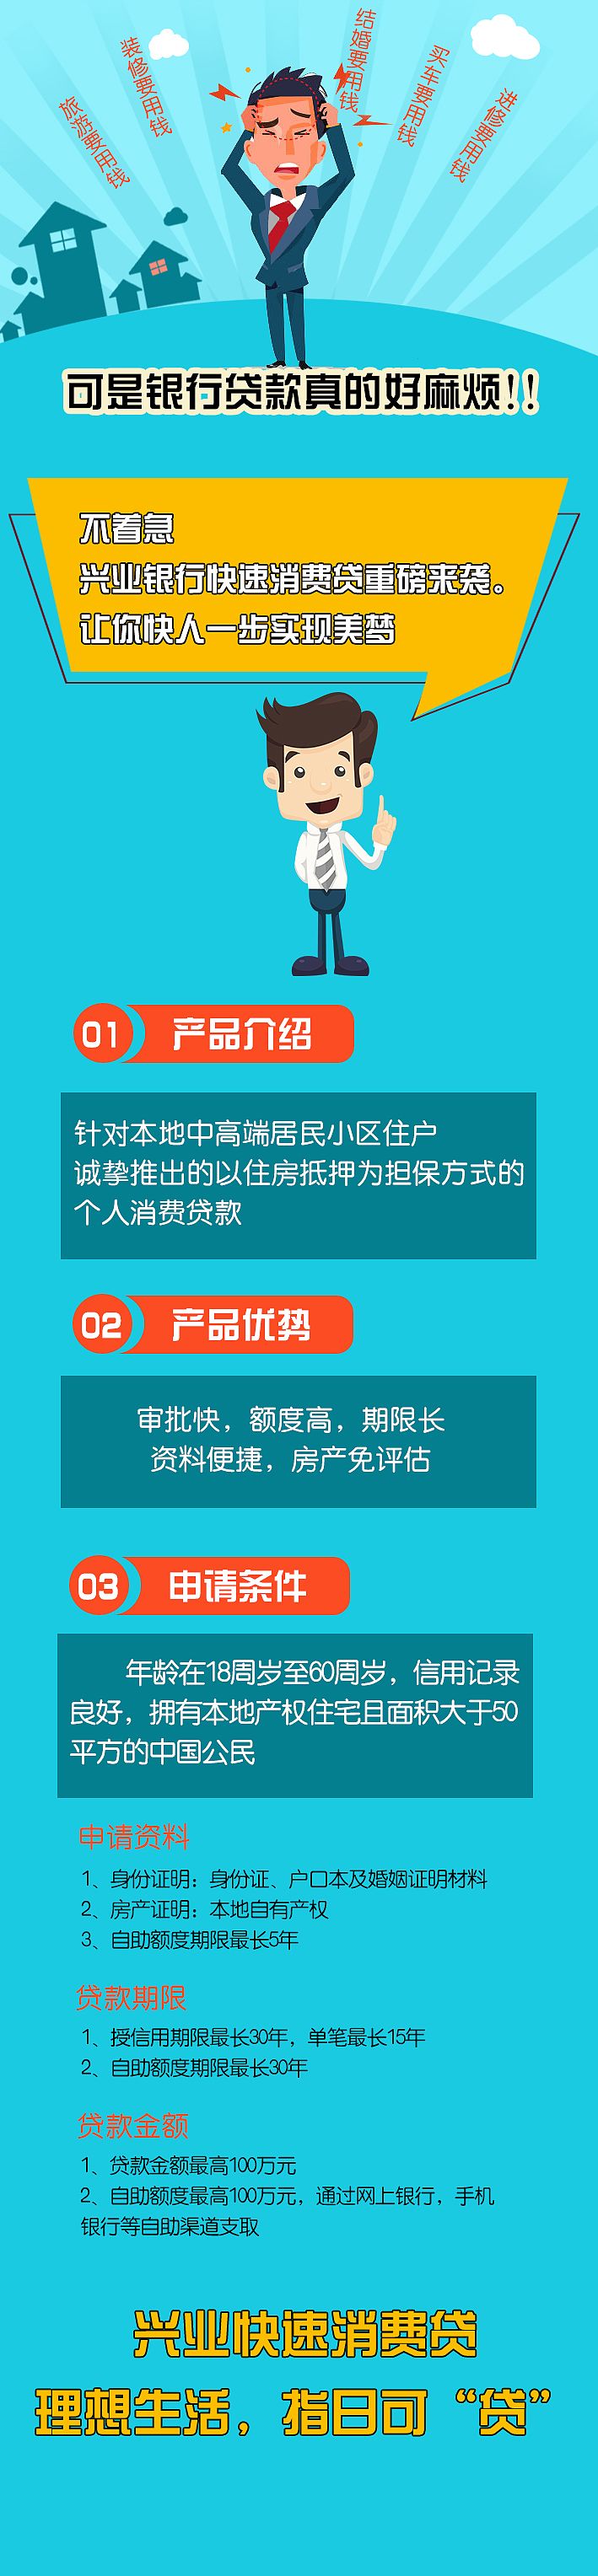 旅游要用钱
装修要用钱
结婚要用钱
买车要用钱
进修要用钱
可是银行贷款真的好麻烦!!
不着急
兴业银行快速消费贷重磅来袭。
让你快人一步实现美梦
01 产品介绍
针对本地中高端居民小区住户
诚挚推出的以住房抵押为担保方式的
个人消费贷款
02 产品优势
审批快，额度高，期限长
资料便捷，房产免评估
03 申请条件
年龄在18周岁至60周岁，信用记录
良好，拥有本地产权住宅且面积大于50
平方的中国公民
申请资料
1、身份证明：身份证、户口本及婚姻证明材料
2、房产证明：本地自有产权
3、自助额度期限最长5年
贷款期限
1、授信用期限最长30年，单笔最长15年
2、自助额度期限最长30年
贷款金额
1、贷款金额最高100万元
2、自助额度最高100万元，通过网上银行，手机
银行等自助渠道支取
兴业快速消费贷
理想生活，指日可“贷”